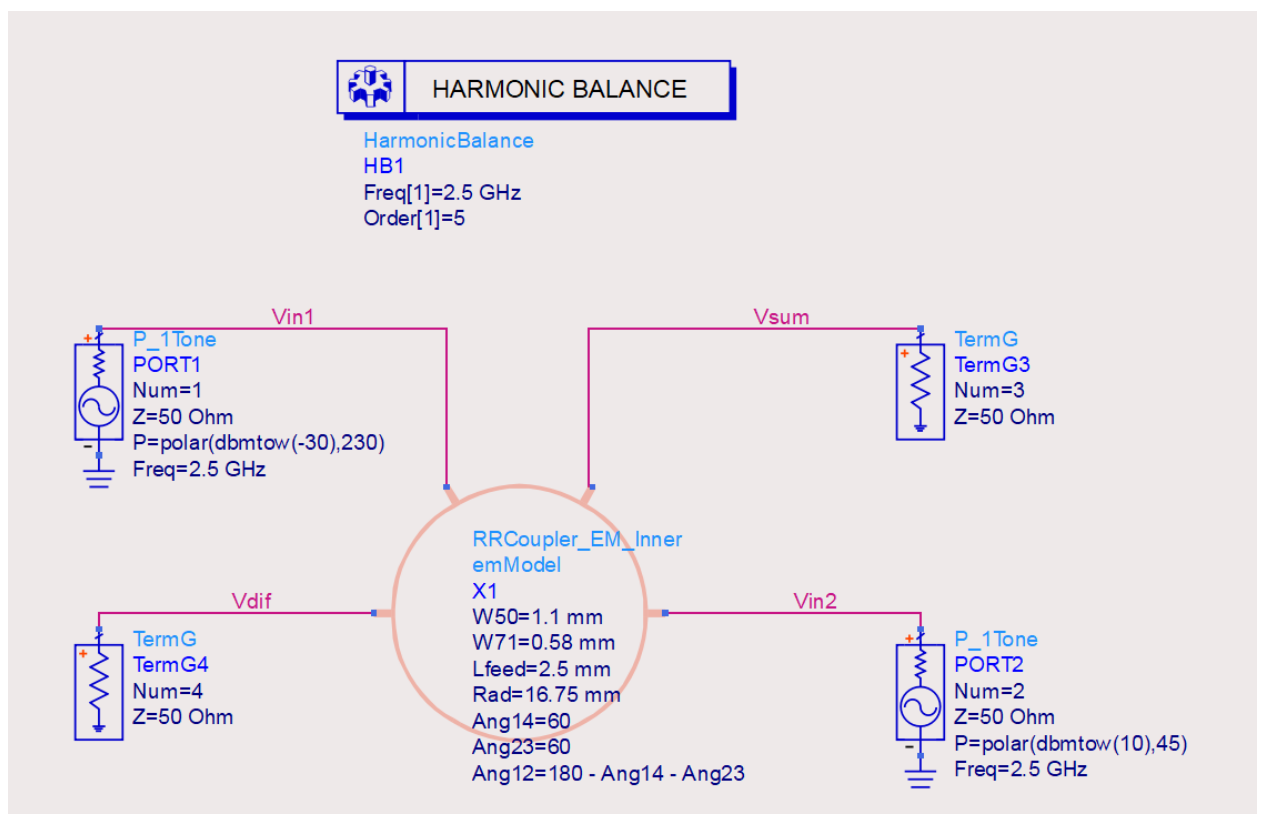 HARMONIC BALANCE
HarmonicBalance
HB1
Freq[1]=2.5 GHz
Order[1]=5
Vin1
P_1Tone
PORT1
Num=1
Z=50 Ohm
P=polar(dbmtow(-30),230)
Freq=2.5 GHz
Vsum
TermG
TermG3
Num=3
Z=50 Ohm
Vdif
TermG
TermG4
Num=4
Z=50 Ohm
RRCoupler_EM_Inner
emModel
X1
W50=1.1 mm
W71=0.58 mm
Lfeed=2.5 mm
Rad=16.75 mm
Ang14=60
Ang23=60
Ang12=180 - Ang14 - Ang23
Vin2
P_1Tone
PORT2
Num=2
Z=50 Ohm
P=polar(dbmtow(10),45)
Freq=2.5 GHz